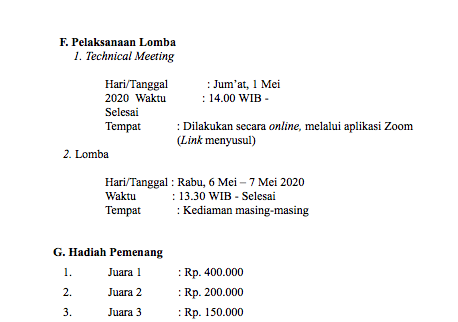 F. Pelaksanaan Lomba
1. Technical Meeting
Hari/Tanggal : Jum’at, 1 Mei
2020 Waktu : 14.00 WIB -
Selesai
Tempat : Dilakukan secara online, melalui aplikasi Zoom
(Link menyusul)
2. Lomba
Hari/Tanggal : Rabu, 6 Mei – 7 Mei 2020
Waktu : 13.30 WIB - Selesai
Tempat : Kediaman masing-masing
G. Hadiah Pemenang
1. Juara 1 : Rp. 400.000
2. Juara 2 : Rp. 200.000
3. Juara 3 : Rp. 150.000